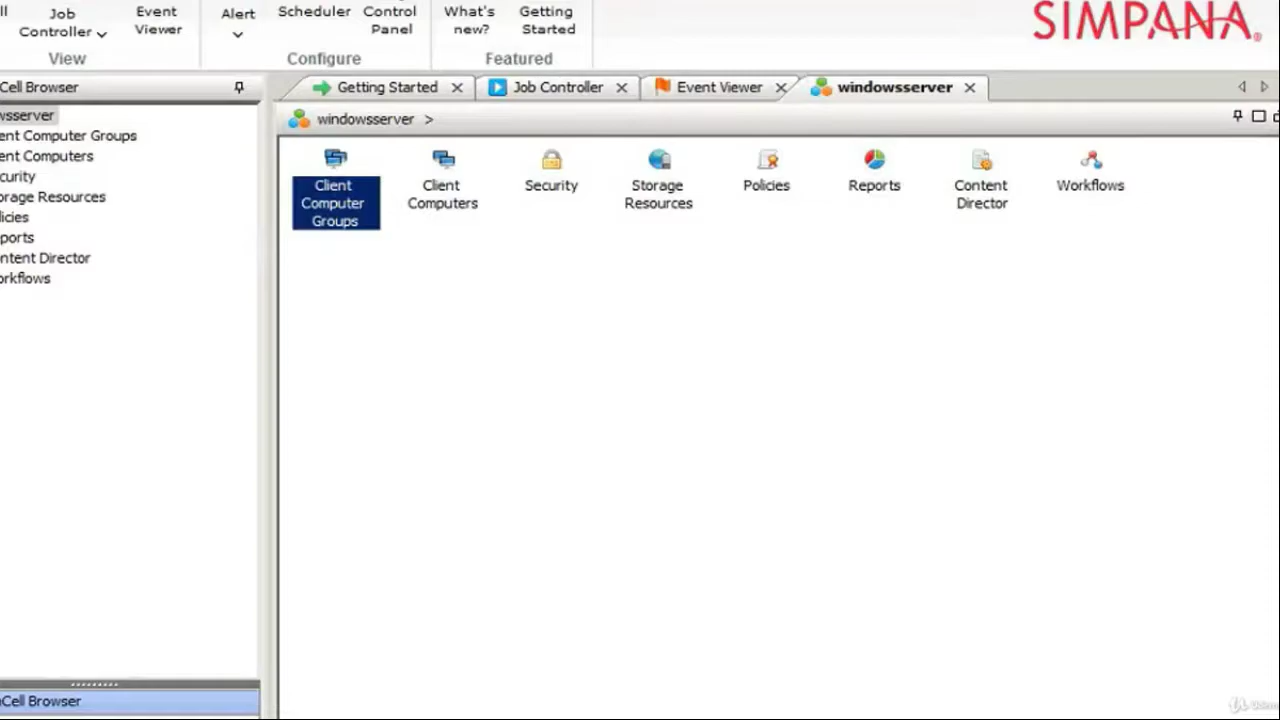 ll
Job
Controller
Event
Viewer
Alert
Scheduler
Control
Panel
What's
new?
Getting
Started
SIMPANA®
View
Configure
Featured
Cell Browser
Getting Started
Job Controller
Event Viewer
windowsserver
wsserver
ent Computer Groups
ent Computers
curity
orage Resources
licies
ports
ntent Director
orkflows
windowsserver >
Client
Computer
Groups
Client
Computers
Security
Storage
Resources
Policies
Reports
Content
Director
Workflows
Cell Browser